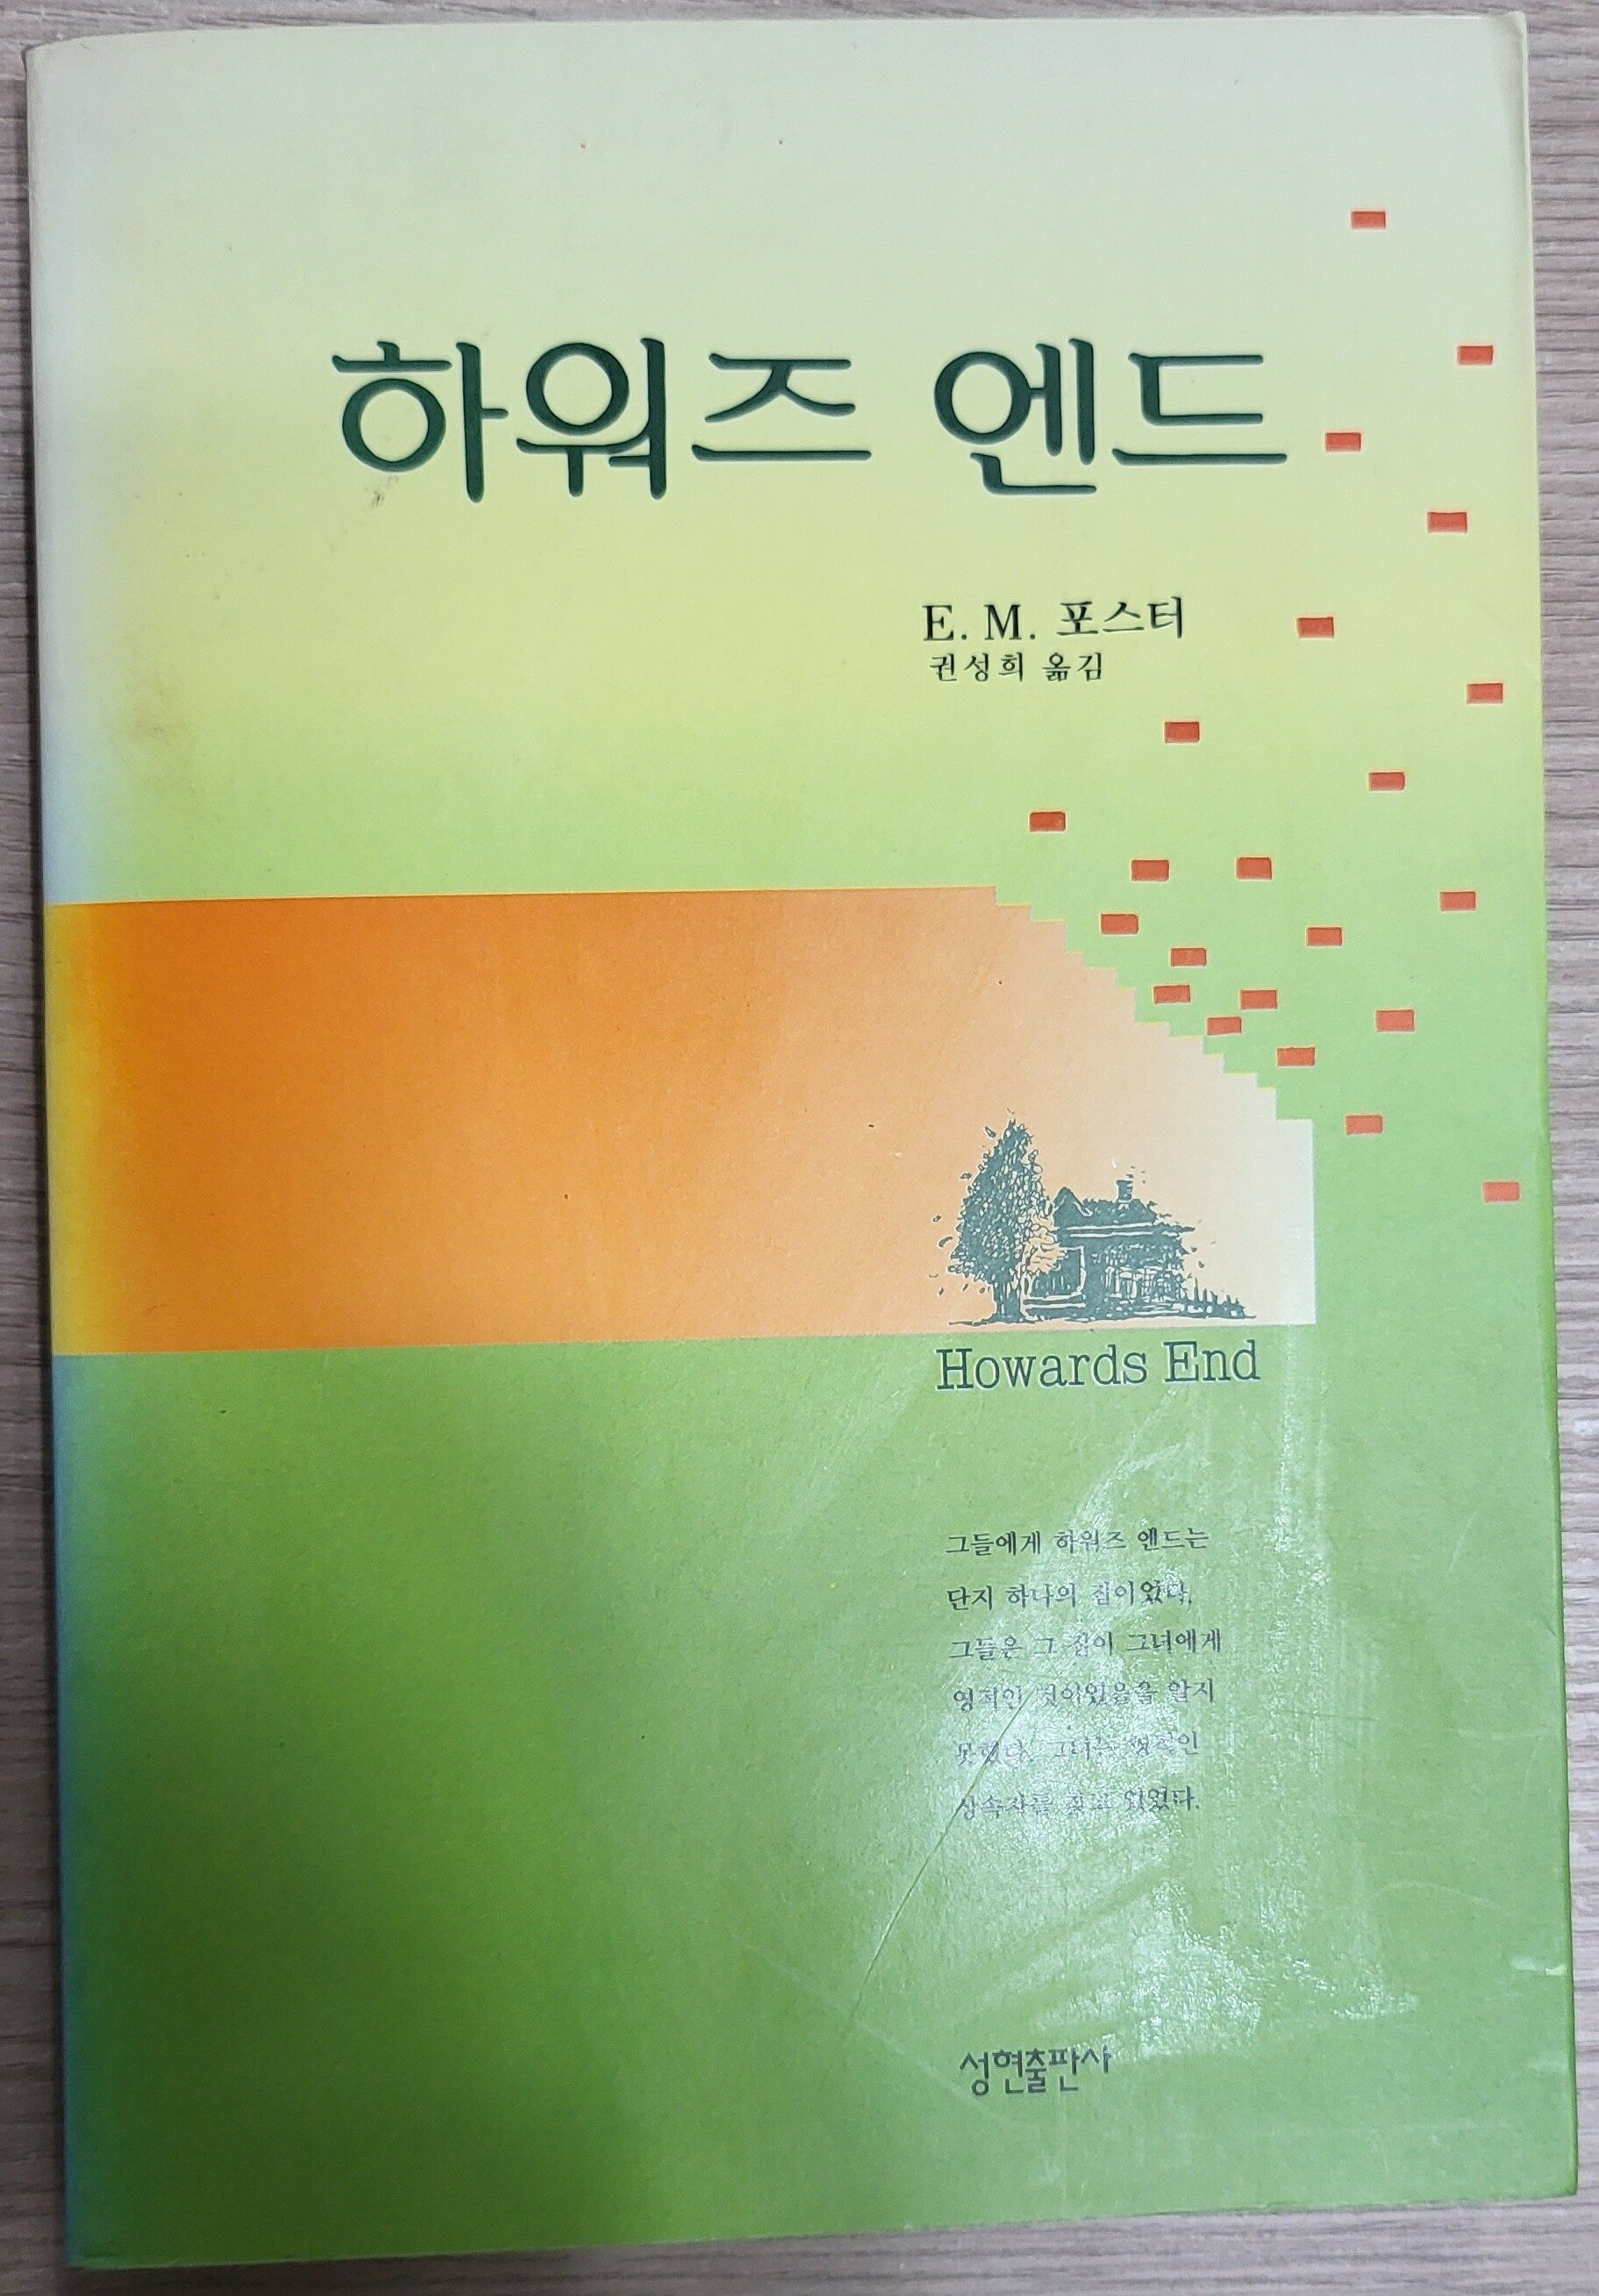 하워즈 엔드
E. M. 포스터
권성희 옮김
Howards End
그들에게 하워즈 엔드는
단지 하나의 집이었다.
그들은 그 집이 그녀에게
영적인 것이었음을 알지
못했다. 그녀는 영적인
상속자를 찾고 있었다.
성현출판사